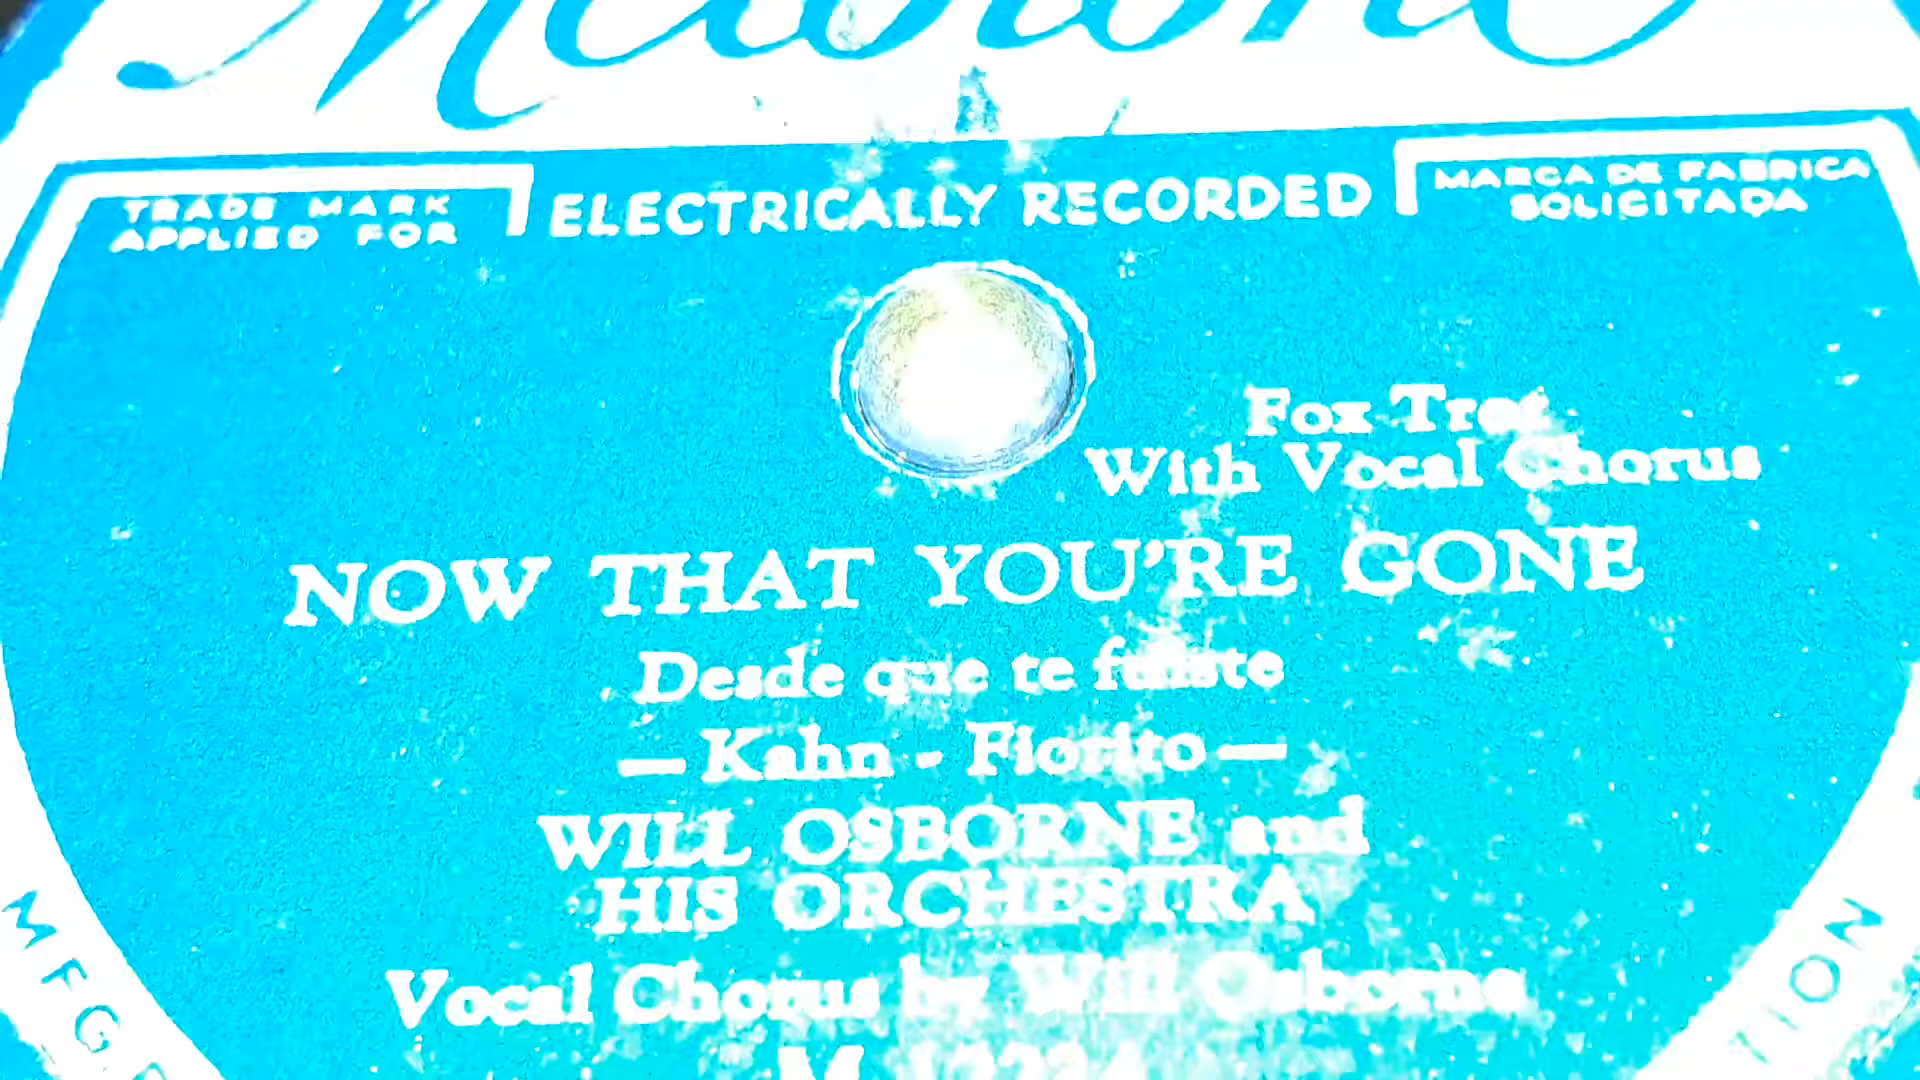 TRADE MARK
APPLIED FOR
ELECTRICALLY RECORDED
MARCA DE FABRICA
SOLICITADA
Fox Trot
With Vocal Chorus
NOW THAT YOU'RE GONE
Desde que te fuiste
— Kahn - Fiorito —
WILL OSBORNE and
HIS ORCHESTRA
Vocal Chorus by Will Osborne